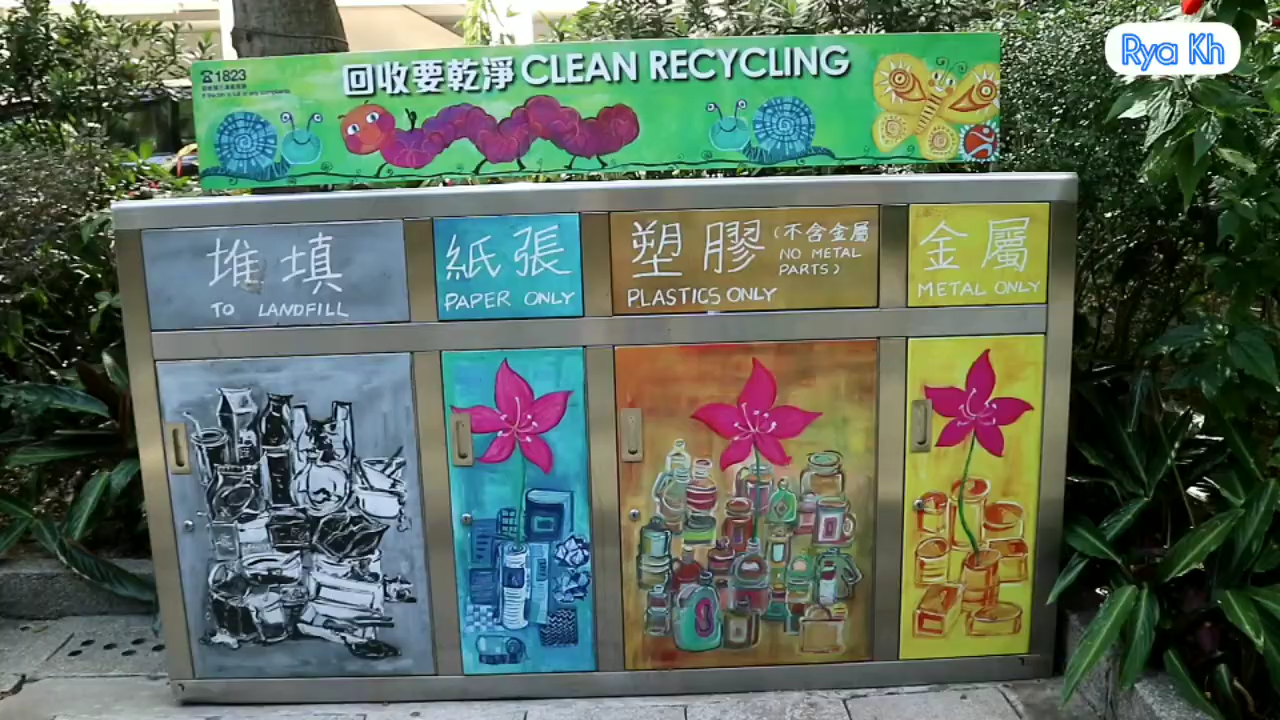 Rya Kh
☎1823
回收要乾淨 CLEAN RECYCLING
堆填
TO LANDFILL
紙張
PAPER ONLY
塑膠 (不含金屬
NO METAL
PARTS)
PLASTICS ONLY
金屬
METAL ONLY